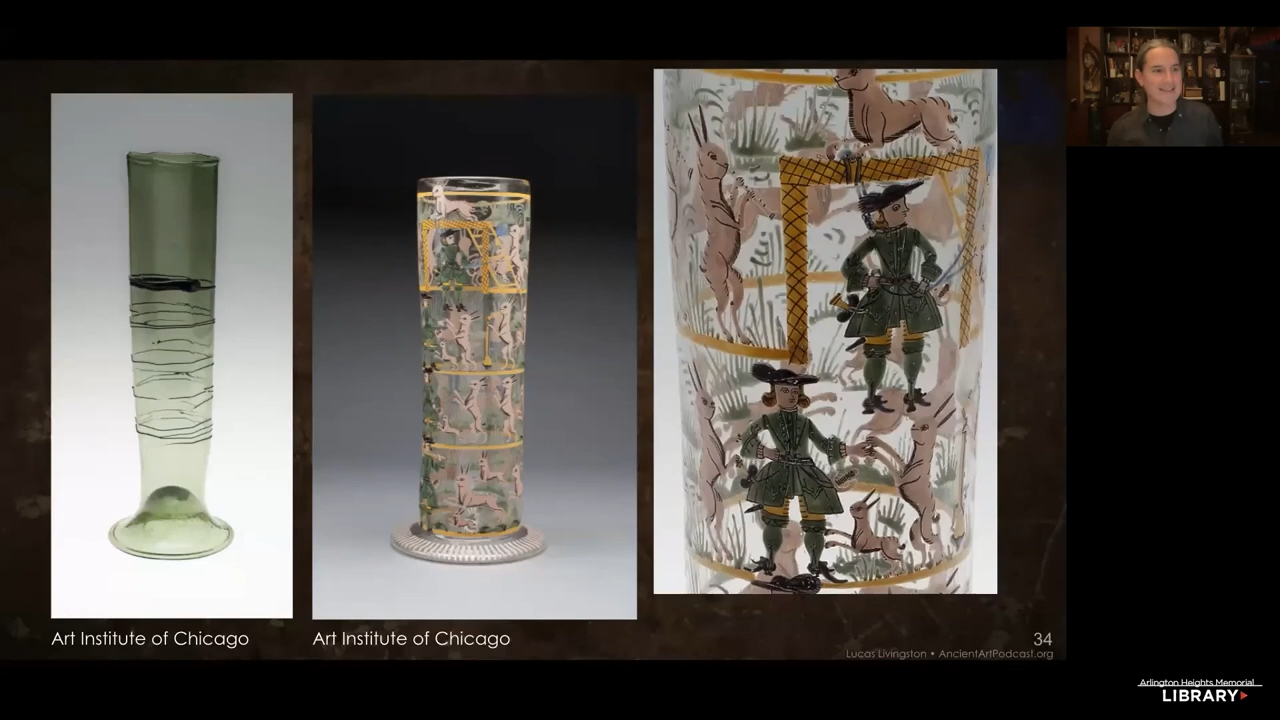 Art Institute of Chicago
Art Institute of Chicago
34
Lucas Livingston • AncientArtPodcast.org
Arlington Heights Memorial
LIBRARY